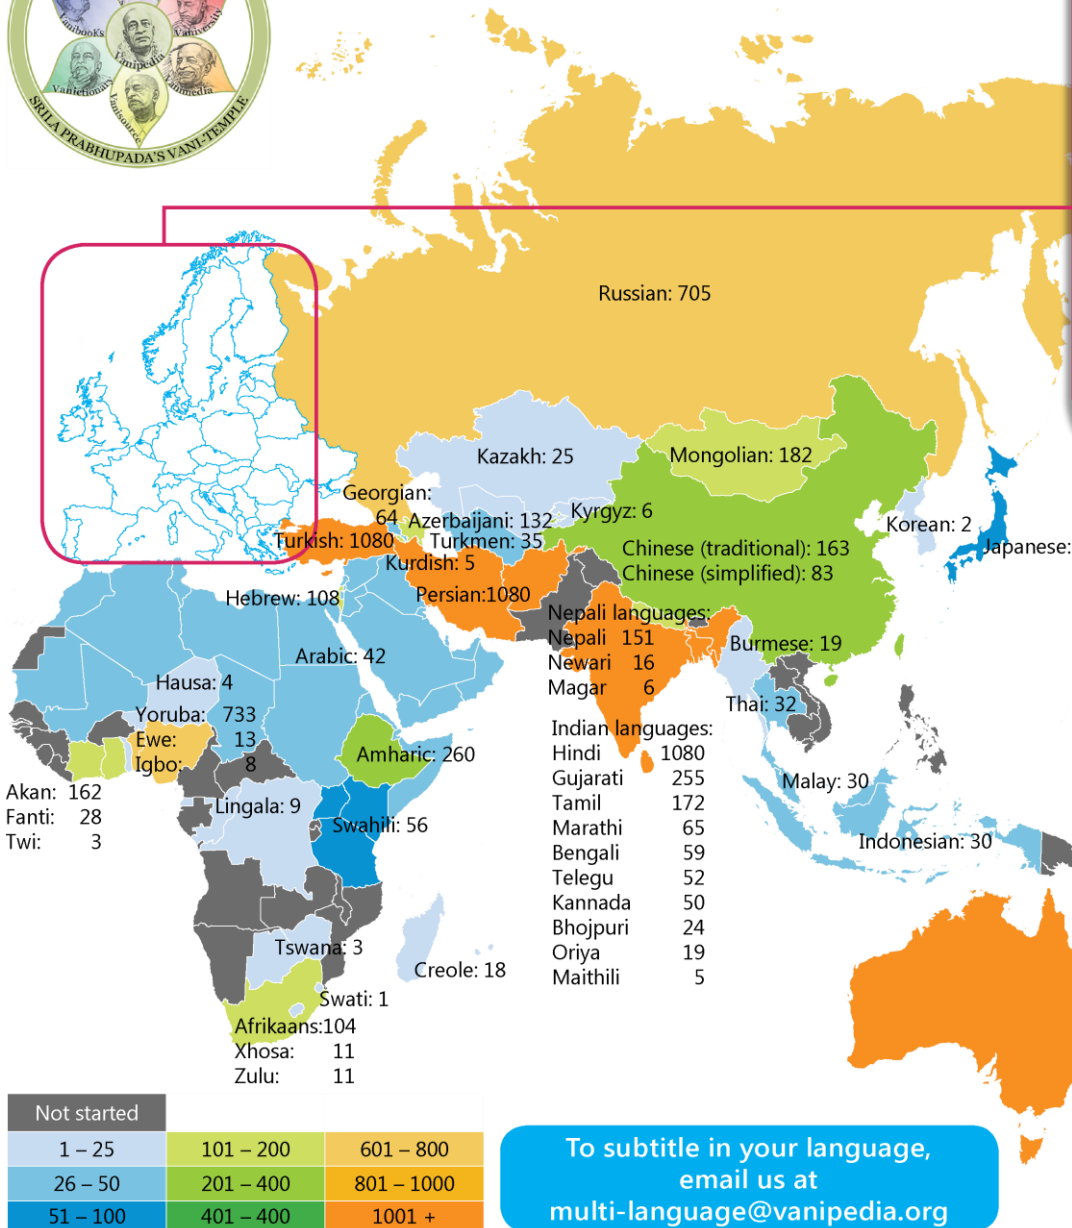 Vanibooks
Vaniversity
Vanipedia
Vanictionary
Vanimedia
Vanisource
SRILA PRABHUPADA'S VANI-TEMPLE
Russian: 705
Kazakh: 25
Mongolian: 182
Georgian:
64
Azerbaijani: 132
Kyrgyz: 6
Korean: 2
Turkish: 1080
Turkmen: 35
Chinese (traditional): 163
Japanese:
Kurdish: 5
Chinese (simplified): 83
Hebrew: 108
Persian:1080
Nepali languages:
Nepali 151
Newari 16
Magar 6
Burmese: 19
Arabic: 42
Hausa: 4
Thai: 32
Yoruba: 733
Ewe: 13
Igbo: 8
Amharic: 260
Indian languages:
Hindi 1080
Gujarati 255
Tamil 172
Marathi 65
Bengali 59
Telegu 52
Kannada 50
Bhojpuri 24
Oriya 19
Maithili 5
Malay: 30
Indonesian: 30
Akan: 162
Fanti: 28
Twi: 3
Lingala: 9
Swahili: 56
Tswana: 3
Creole: 18
Swati: 1
Afrikaans:104
Xhosa: 11
Zulu: 11
Not started
1 – 25 101 – 200 601 – 800
26 – 50 201 – 400 801 – 1000
51 – 100 401 – 400 1001 +
To subtitle in your language,
email us at
multi-language@vanipedia.org